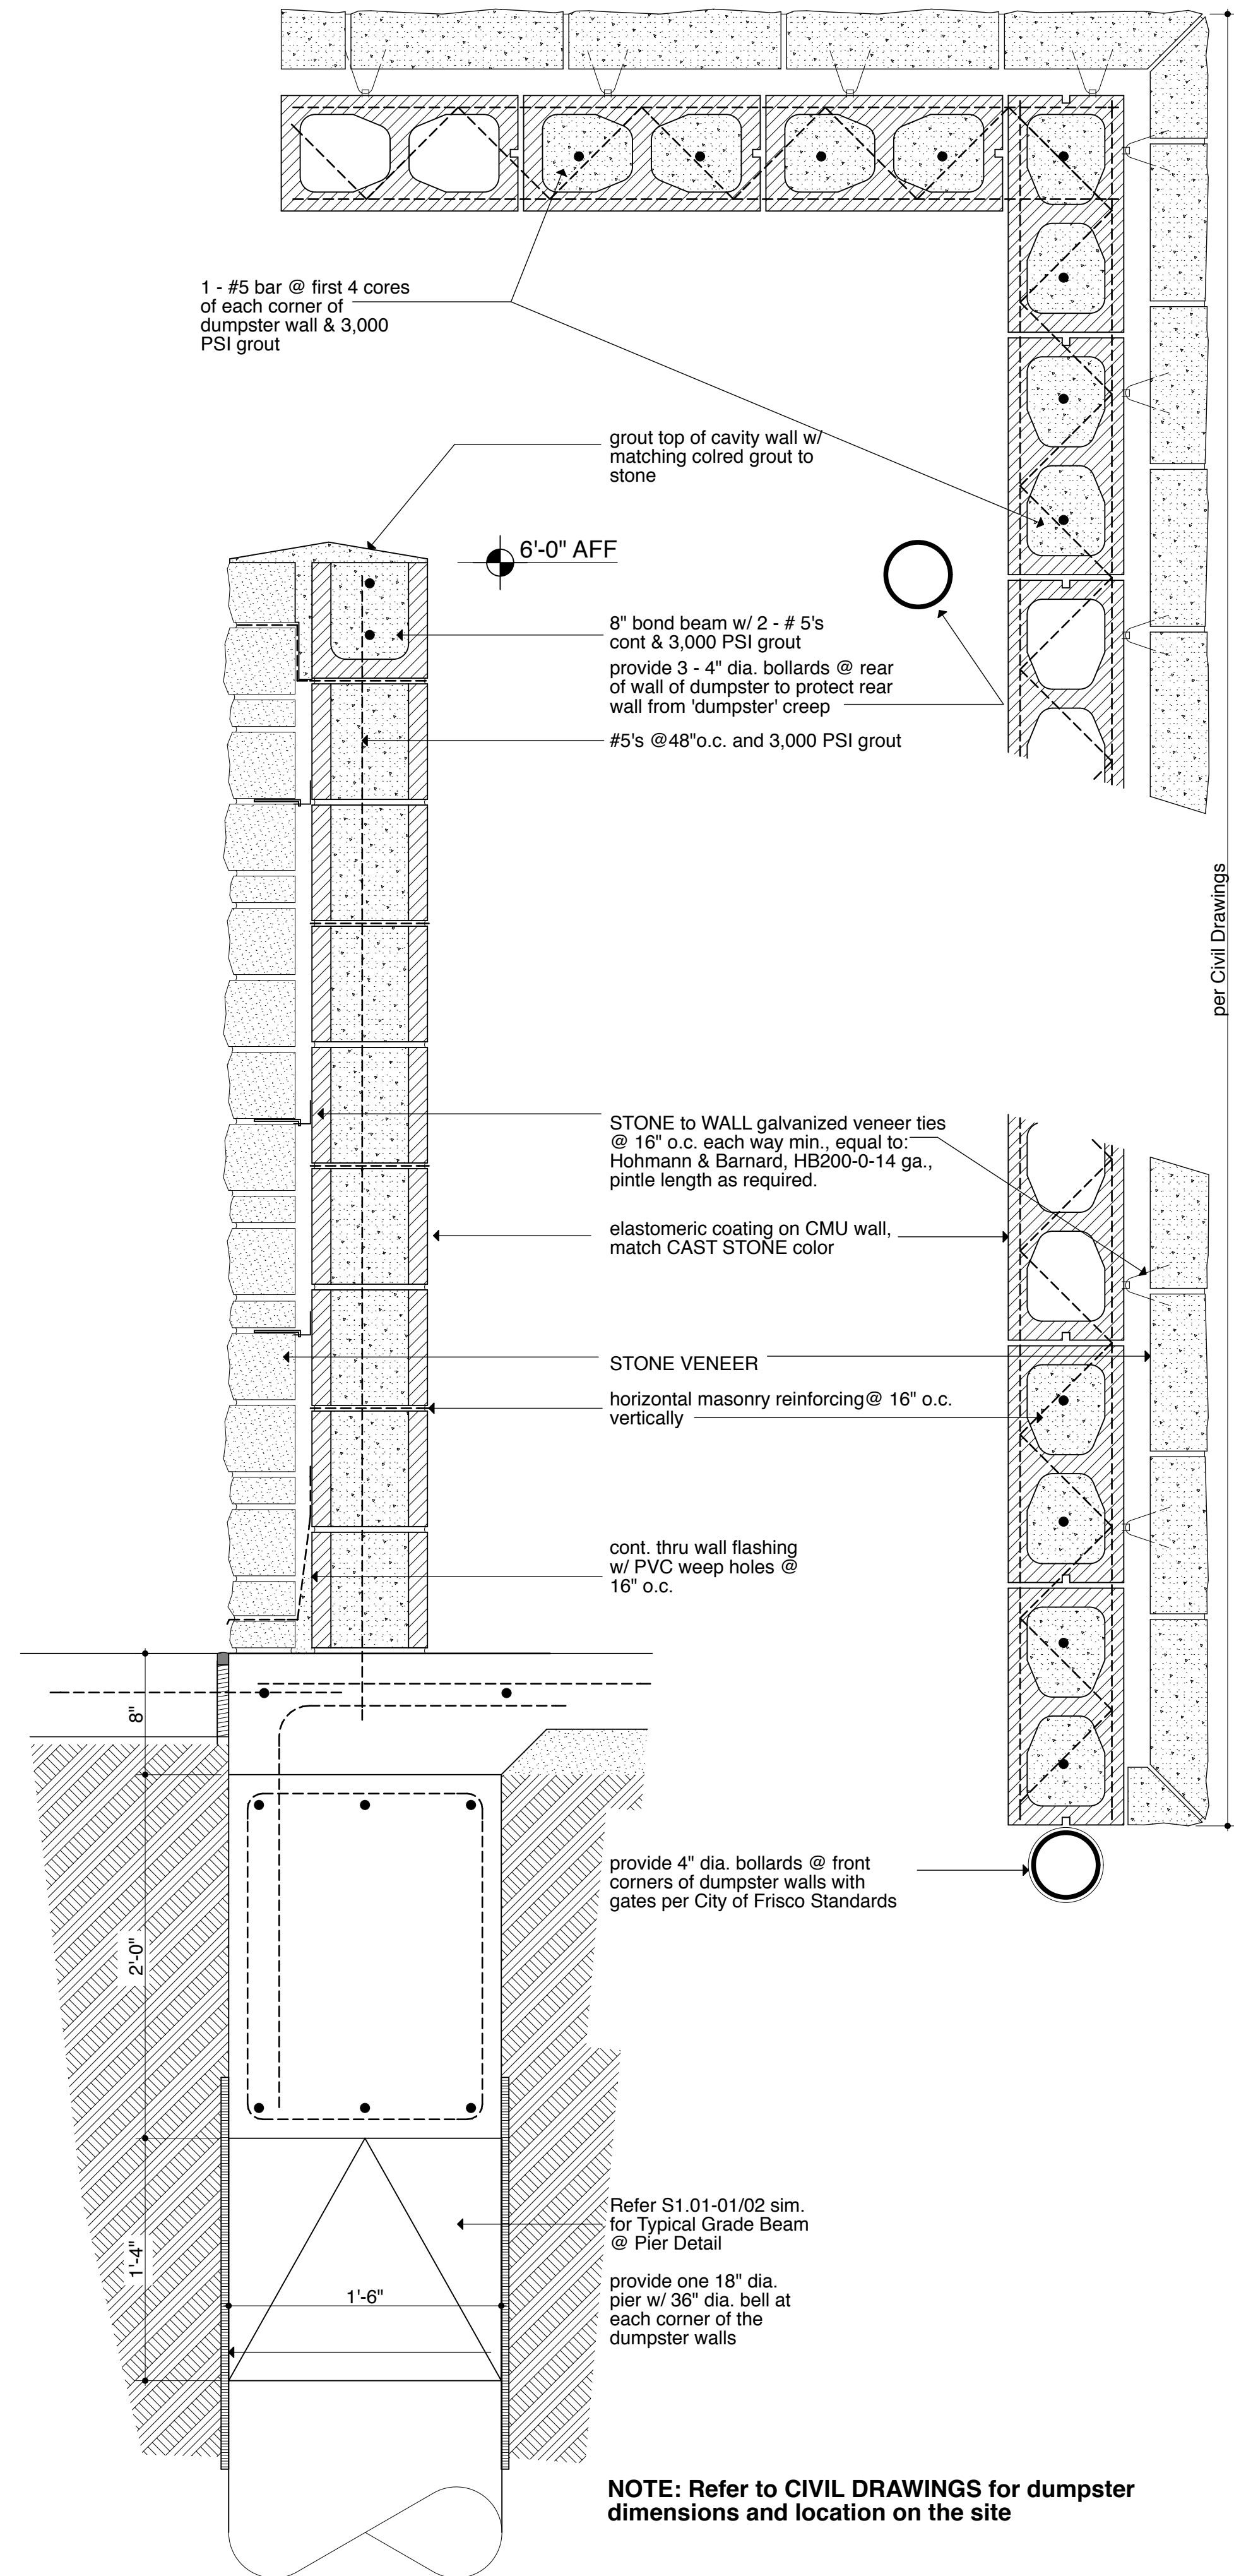 1 - #5 bar @ first 4 cores
of each corner of
dumpster wall & 3,000
PSI grout
grout top of cavity wall w/
matching colred grout to
stone
6'-0" AFF
8" bond beam w/ 2 - # 5's
cont & 3,000 PSI grout
provide 3 - 4" dia. bollards @ rear
of wall of dumpster to protect rear
wall from 'dumpster' creep
#5's @48"o.c. and 3,000 PSI grout
per Civil Drawings
STONE to WALL galvanized veneer ties
@ 16" o.c. each way min., equal to:
Hohmann & Barnard, HB200-0-14 ga.,
pintle length as required.
elastomeric coating on CMU wall,
match CAST STONE color
STONE VENEER
horizontal masonry reinforcing@ 16" o.c.
vertically
cont. thru wall flashing
w/ PVC weep holes @
16" o.c.
8"
provide 4" dia. bollards @ front
corners of dumpster walls with
gates per City of Frisco Standards
2'-0"
Refer S1.01-01/02 sim.
for Typical Grade Beam
@ Pier Detail
1'-4"
1'-6"
provide one 18" dia.
pier w/ 36" dia. bell at
each corner of the
dumpster walls
NOTE: Refer to CIVIL DRAWINGS for dumpster
dimensions and location on the site